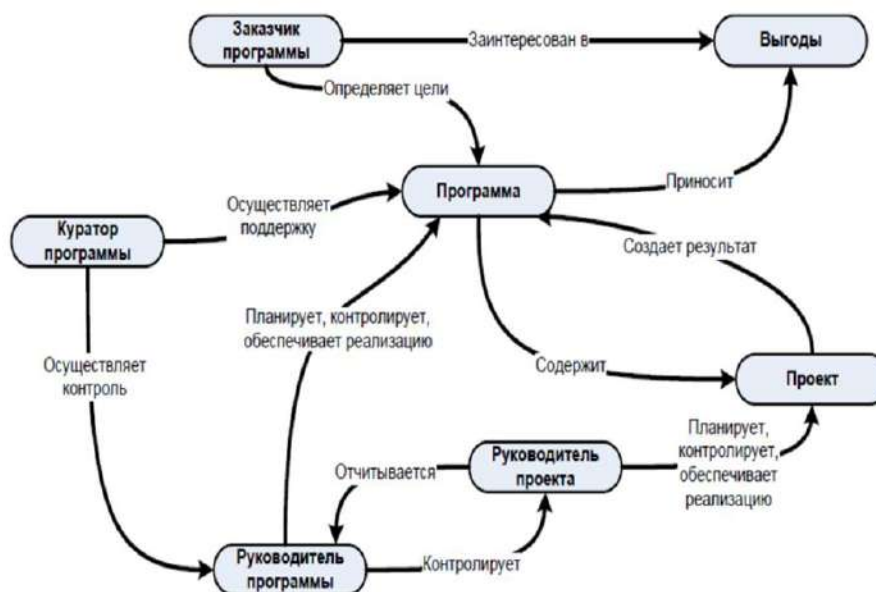 Заказчик
программы
Заинтересован в
Выгоды
Определяет цели
Программа
Приносит
Осуществляет
поддержку
Куратор
программы
Создает результат
Планирует, контролирует,
обеспечивает реализацию
Осуществляет
контроль
Содержит
Проект
Планирует,
контролирует,
обеспечивает
реализацию
Руководитель
проекта
Отчитывается
Руководитель
программы
Контролирует